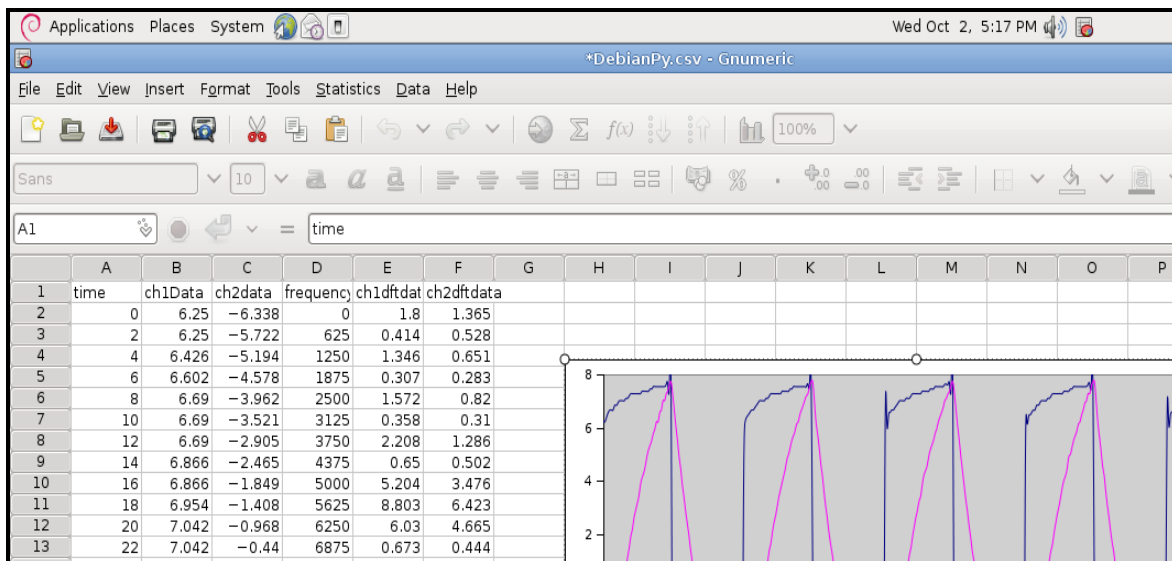 Applications Places System Wed Oct 2, 5:17 PM
*DebianPy.csv - Gnumeric
File Edit View Insert Format Tools Statistics Data Help
f(x) 100%
Sans 10 a a a % .00 .00 a
A1 = time
A B C D E F G H I J K L M N O P
1 time ch1Data ch2data frequency ch1dftdat ch2dftdata
2 0 6.25 −6.338 0 1.8 1.365
3 2 6.25 −5.722 625 0.414 0.528
4 4 6.426 −5.194 1250 1.346 0.651
5 6 6.602 −4.578 1875 0.307 0.283
6 8 6.69 −3.962 2500 1.572 0.82
7 10 6.69 −3.521 3125 0.358 0.31
8 12 6.69 −2.905 3750 2.208 1.286
9 14 6.866 −2.465 4375 0.65 0.502
10 16 6.866 −1.849 5000 5.204 3.476
11 18 6.954 −1.408 5625 8.803 6.423
12 20 7.042 −0.968 6250 6.03 4.665
13 22 7.042 −0.44 6875 0.673 0.444
8
6
4
2